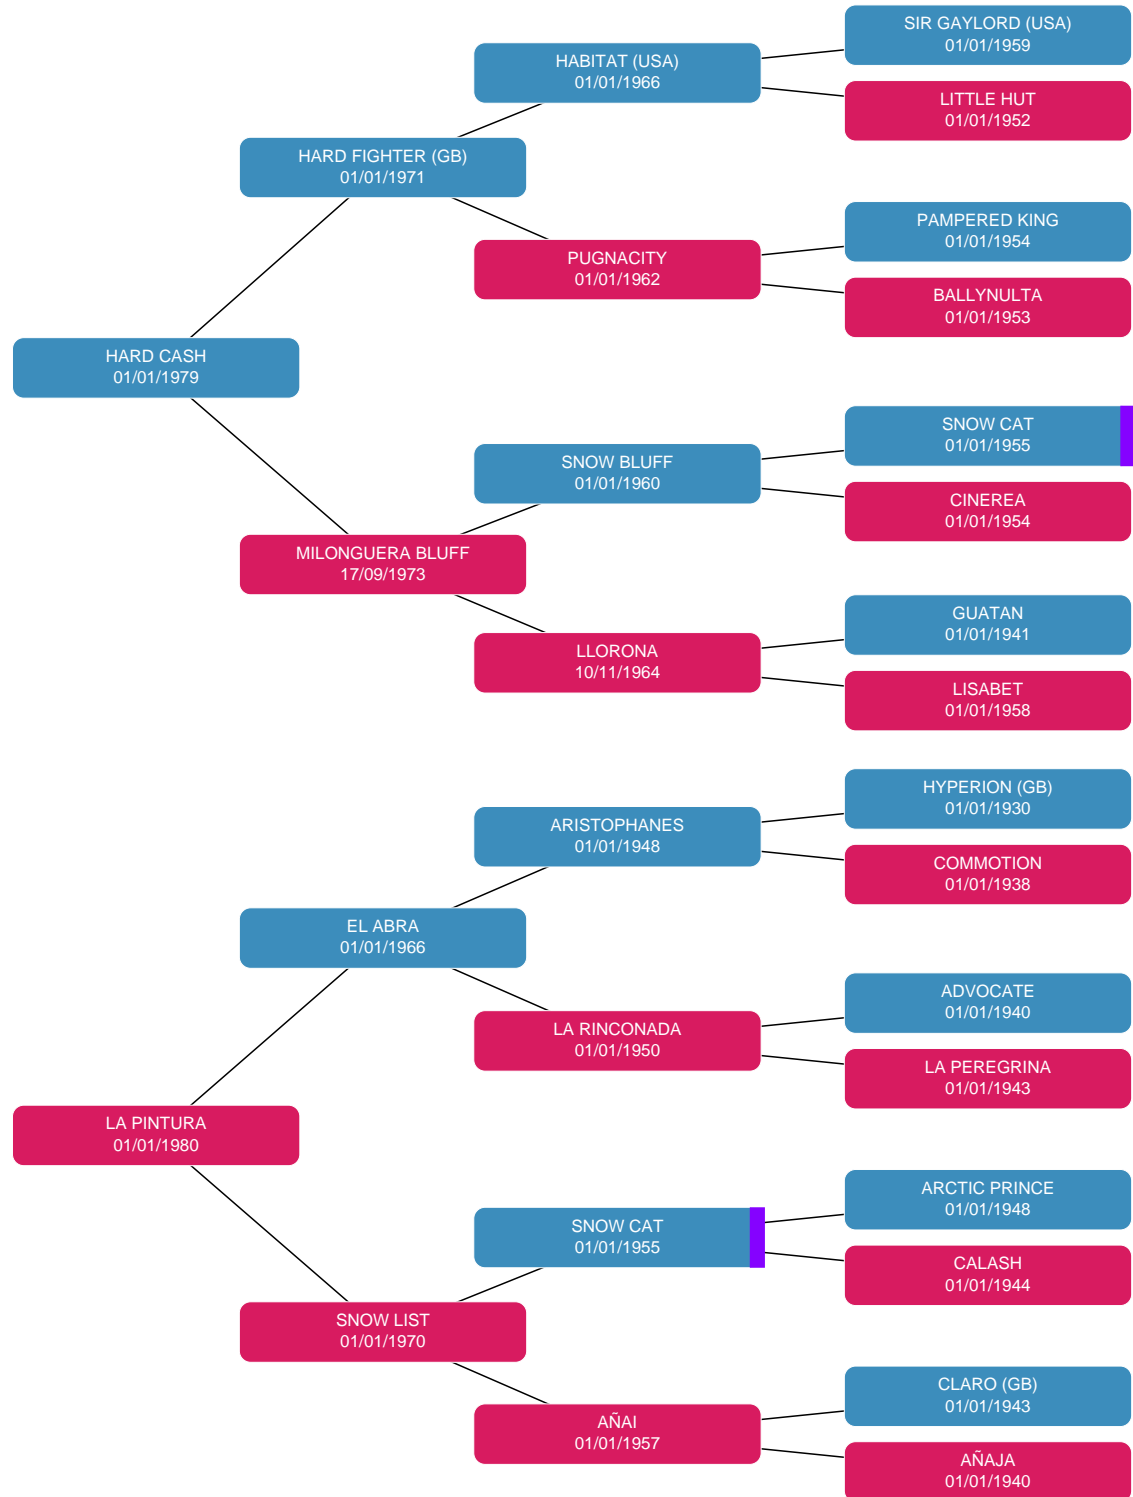 SIR GAYLORD (USA)
01/01/1959
HABITAT (USA)
01/01/1966
LITTLE HUT
01/01/1952
HARD FIGHTER (GB)
01/01/1971
PAMPERED KING
01/01/1954
PUGNACITY
01/01/1962
BALLYNULTA
01/01/1953
HARD CASH
01/01/1979
SNOW CAT
01/01/1955
SNOW BLUFF
01/01/1960
CINEREA
01/01/1954
MILONGUERA BLUFF
17/09/1973
GUATAN
01/01/1941
LLORONA
10/11/1964
LISABET
01/01/1958
HYPERION (GB)
01/01/1930
ARISTOPHANES
01/01/1948
COMMOTION
01/01/1938
EL ABRA
01/01/1966
ADVOCATE
01/01/1940
LA RINCONADA
01/01/1950
LA PEREGRINA
01/01/1943
LA PINTURA
01/01/1980
ARCTIC PRINCE
01/01/1948
SNOW CAT
01/01/1955
CALASH
01/01/1944
SNOW LIST
01/01/1970
CLARO (GB)
01/01/1943
AÑAI
01/01/1957
AÑAJA
01/01/1940